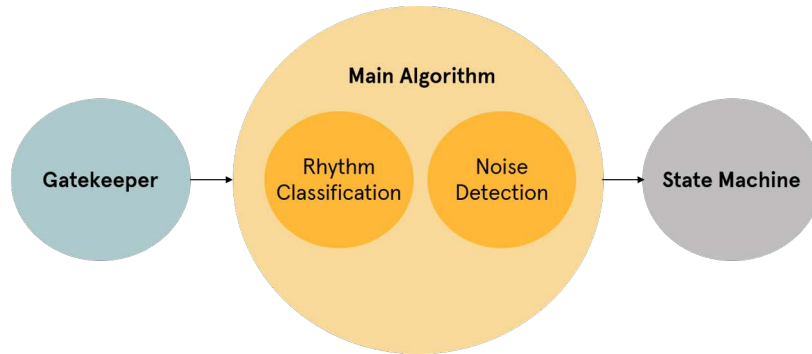 Main Algorithm
Gatekeeper
Rhythm
Classification
Noise
Detection
State Machine